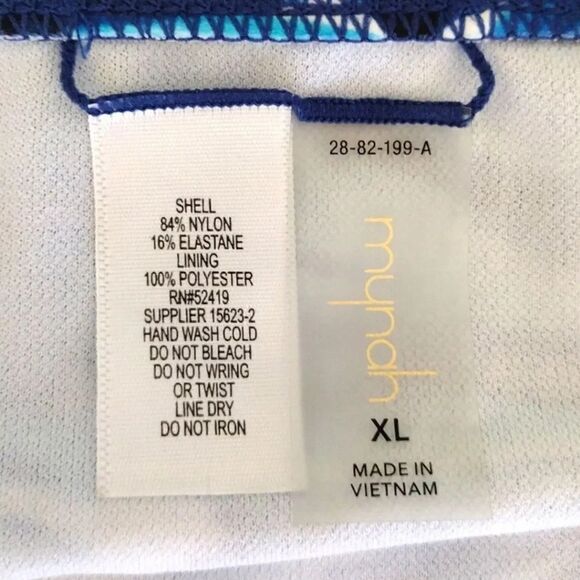 SHELL
84% NYLON
16% ELASTANE
LINING
100% POLYESTER
RN#52419
SUPPLIER 15623-2
HAND WASH COLD
DO NOT BLEACH
DO NOT WRING
OR TWIST
LINE DRY
DO NOT IRON
28-82-199-A
mynah
XL
MADE IN
VIETNAM